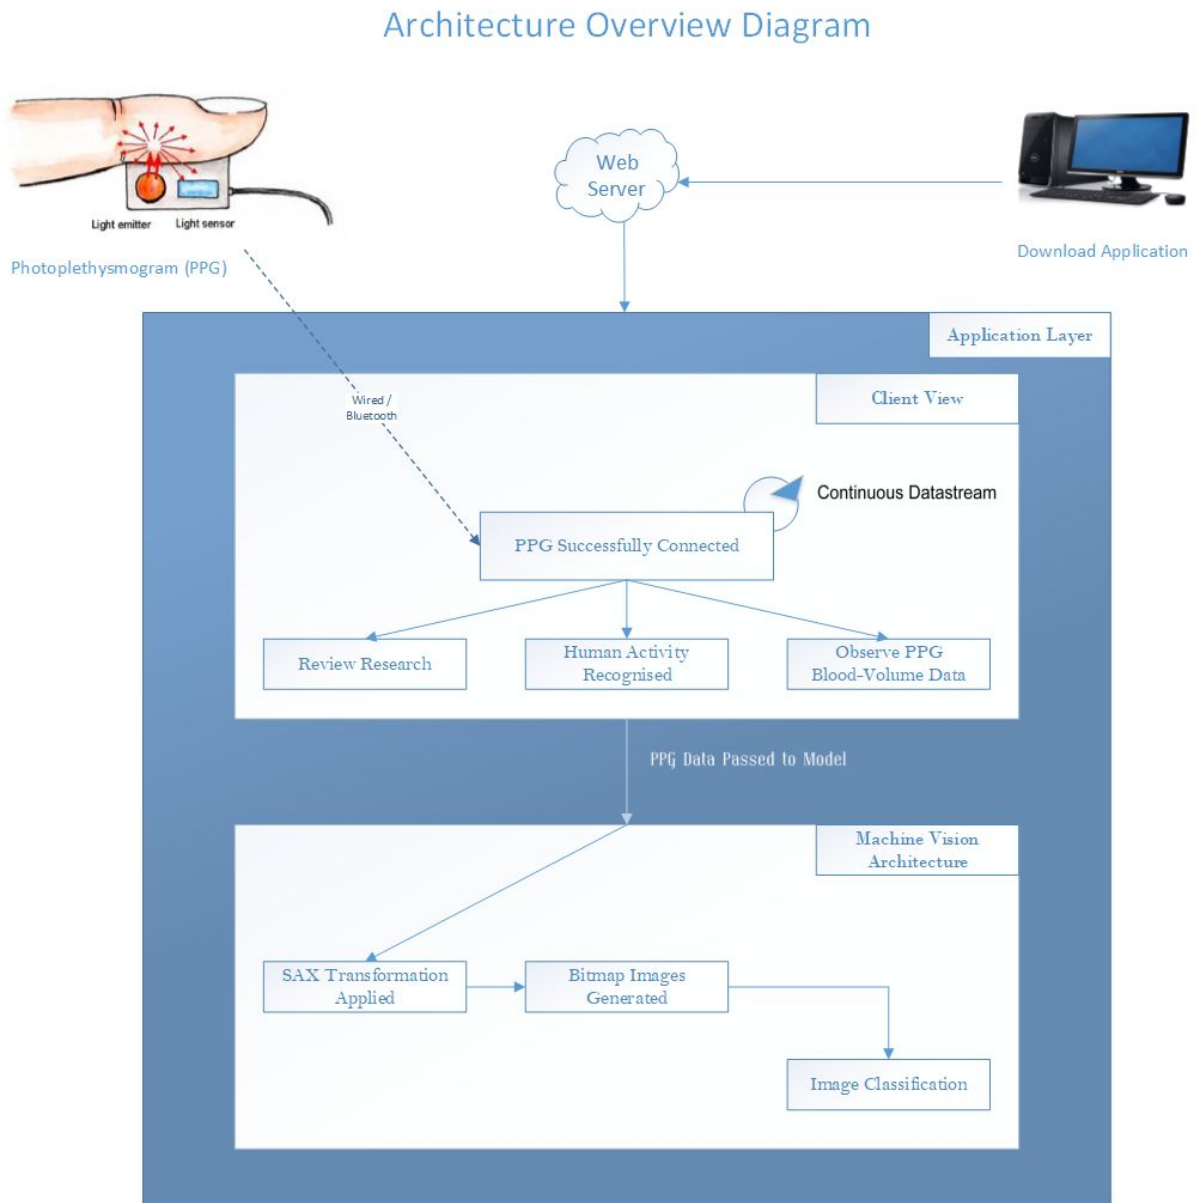 Architecture Overview Diagram
Web
Server
Light emitter
Light sensor
Photoplethysmogram (PPG)
Download Application
Application Layer
Client View
Wired /
Bluetooth
Continuous Datastream
PPG Successfully Connected
Review Research
Human Activity
Recognised
Observe PPG
Blood-Volume Data
PPG Data Passed to Model
Machine Vision
Architecture
SAX Transformation
Applied
Bitmap Images
Generated
Image Classification